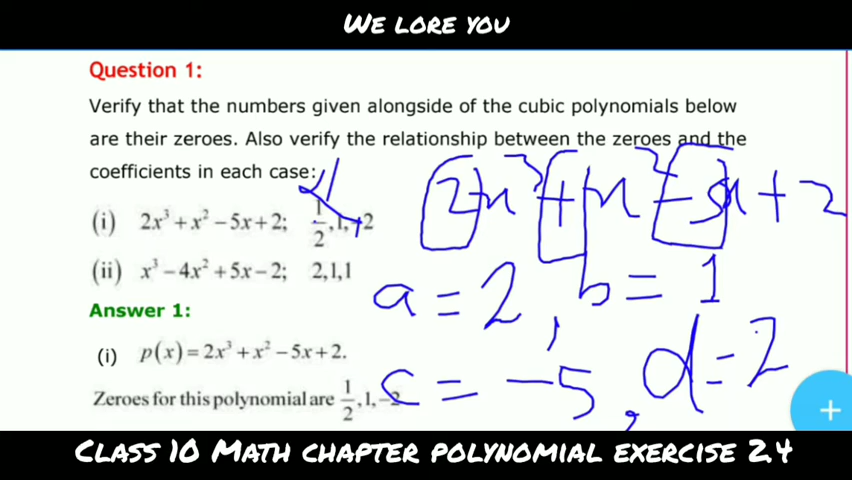 We lore you
Question 1:
Verify that the numbers given alongside of the cubic polynomials below
are their zeroes. Also verify the relationship between the zeroes and the
coefficients in each case:
(i) 2x³ + x² − 5x + 2; 1/2, 1, −2
2x³ + 1x² − 5x + 2
(ii) x³ − 4x² + 5x − 2; 2,1,1
a = 2, b = 1
Answer 1:
(i) p(x) = 2x³ + x² − 5x + 2.
c = −5, d = 2
Zeroes for this polynomial are 1/2, 1, −2
+
Class 10 Math chapter polynomial exercise 2.4